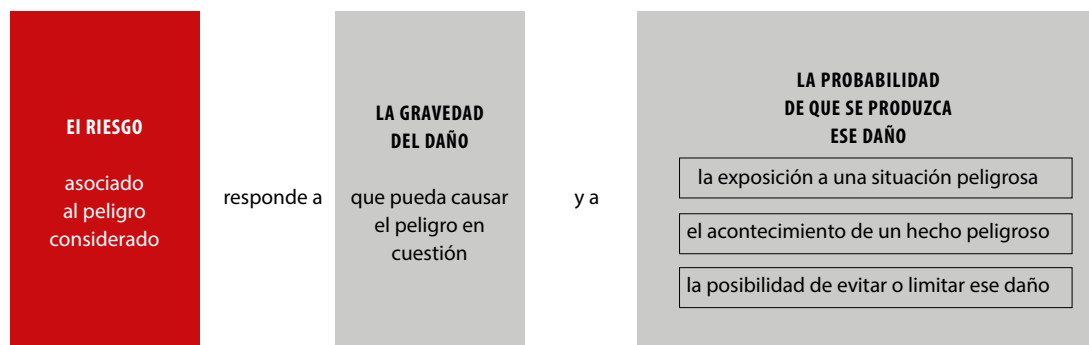 El RIESGO
asociado
al peligro
considerado
responde a
LA GRAVEDAD
DEL DAÑO
que pueda causar
el peligro en
cuestión
y a
LA PROBABILIDAD
DE QUE SE PRODUZCA
ESE DAÑO
la exposición a una situación peligrosa
el acontecimiento de un hecho peligroso
la posibilidad de evitar o limitar ese daño